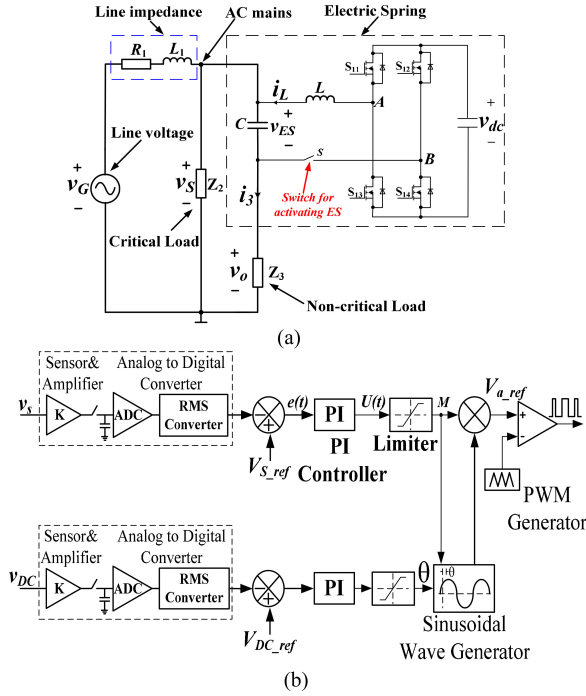 Line impedance
AC mains
Electric Spring
R1
L1
S11
S12
iL
L
A
C
+
vES
−
+
vdc
−
Line voltage
+
vG
−
+
vS
−
Z2
S
B
i3
Switch for
activating ES
S13
S14
Critical Load
+
vo
−
Z3
Non-critical Load
(a)
Sensor&
Amplifier
Analog to Digital
Converter
vs
K
ADC
RMS
Converter
+
e(t)
PI
U(t)
M
Va_ref
+
-
PI
Controller
Limiter
VS_ref
PWM
Generator
Sensor&
Amplifier
Analog to Digital
Converter
vDC
K
ADC
RMS
Converter
+
PI
θ
θ
VDC_ref
Sinusoidal
Wave Generator
(b)